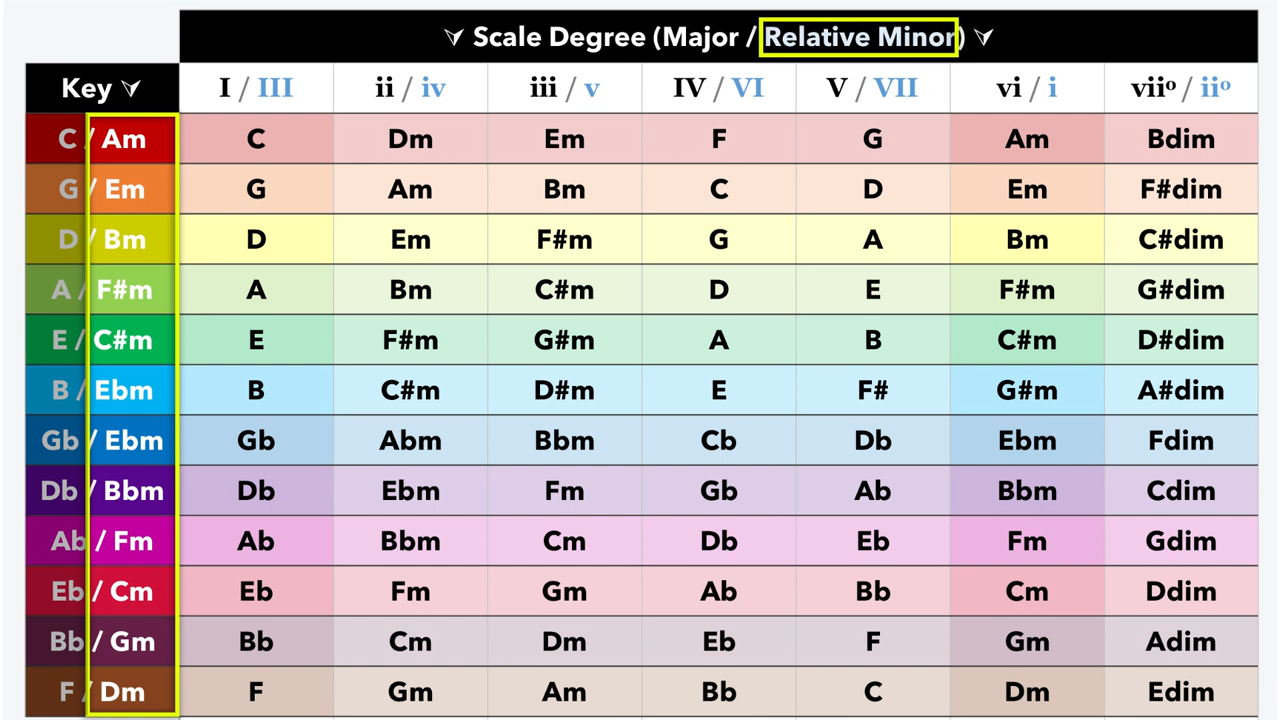 ⮛ Scale Degree (Major / Relative Minor) ⮛
Key ⮛ I / III ii / iv iii / v IV / VI V / VII vi / i viiº / iiº
C / Am C Dm Em F G Am Bdim
G / Em G Am Bm C D Em F#dim
D / Bm D Em F#m G A Bm C#dim
A / F#m A Bm C#m D E F#m G#dim
E / C#m E F#m G#m A B C#m D#dim
B / Ebm B C#m D#m E F# G#m A#dim
Gb / Ebm Gb Abm Bbm Cb Db Ebm Fdim
Db / Bbm Db Ebm Fm Gb Ab Bbm Cdim
Ab / Fm Ab Bbm Cm Db Eb Fm Gdim
Eb / Cm Eb Fm Gm Ab Bb Cm Ddim
Bb / Gm Bb Cm Dm Eb F Gm Adim
F / Dm F Gm Am Bb C Dm Edim